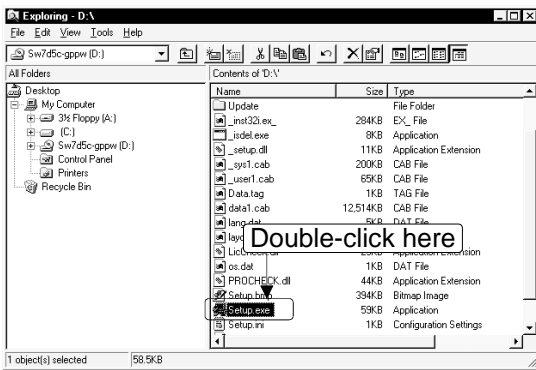 Exploring - D:\
File Edit View Tools Help
Sw7d5c-gppw (D:)
All Folders
Contents of 'D:\'
Desktop
My Computer
3½ Floppy (A:)
(C:)
Sw7d5c-gppw (D:)
Control Panel
Printers
Recycle Bin
Name Size Type
Update File Folder
_inst32i.ex_ 284KB EX_ File
_isdel.exe 8KB Application
_setup.dll 11KB Application Extension
_sys1.cab 200KB CAB File
_user1.cab 65KB CAB File
Data.tag 1KB TAG File
data1.cab 12,514KB CAB File
lang.dat 5KB DAT File
Double-click here
os.dat 1KB DAT File
PROCHECK.dll 44KB Application Extension
Setup.bmp 394KB Bitmap Image
Setup.exe 59KB Application
Setup.ini 1KB Configuration Settings
1 object(s) selected 58.5KB